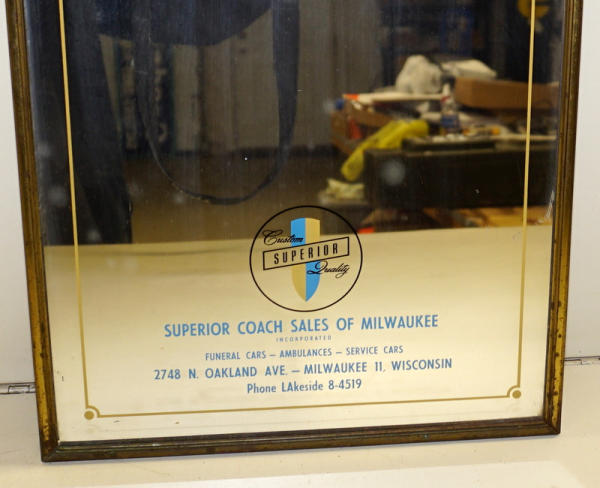 Custom
SUPERIOR
Quality
SUPERIOR COACH SALES OF MILWAUKEE
INCORPORATED
FUNERAL CARS — AMBULANCES — SERVICE CARS
2748 N. OAKLAND AVE. — MILWAUKEE 11, WISCONSIN
Phone LAkeside 8-4519